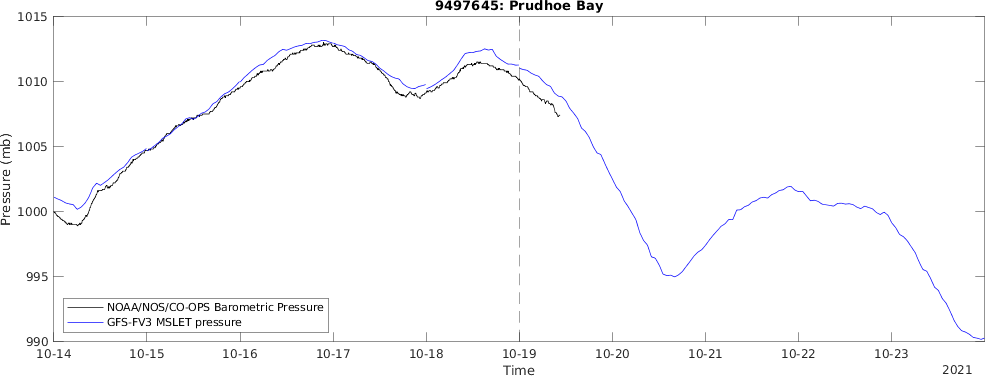 9497645: Prudhoe Bay
1015
1010
1005
1000
995
990
Pressure (mb)
NOAA/NOS/CO-OPS Barometric Pressure
GFS-FV3 MSLET pressure
10-14 10-15 10-16 10-17 10-18 10-19 10-20 10-21 10-22 10-23
Time
2021